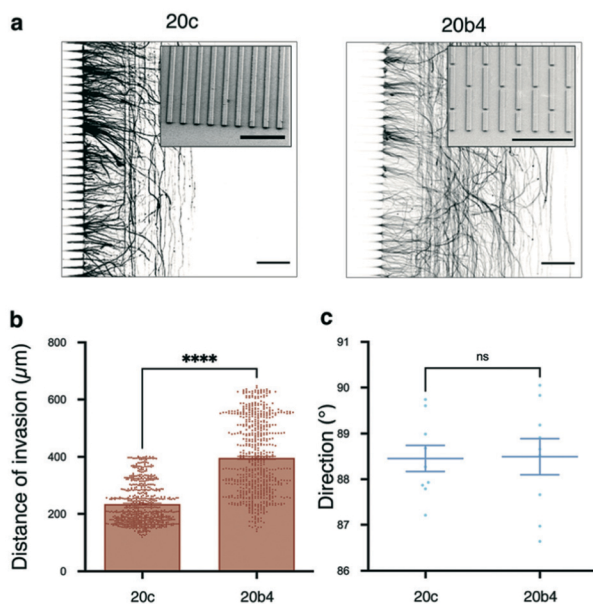 a
20c
20b4
b
Distance of invasion (µm)
800
600
400
200
0
****
20c
20b4
c
Direction (°)
91
90
89
88
87
86
ns
20c
20b4